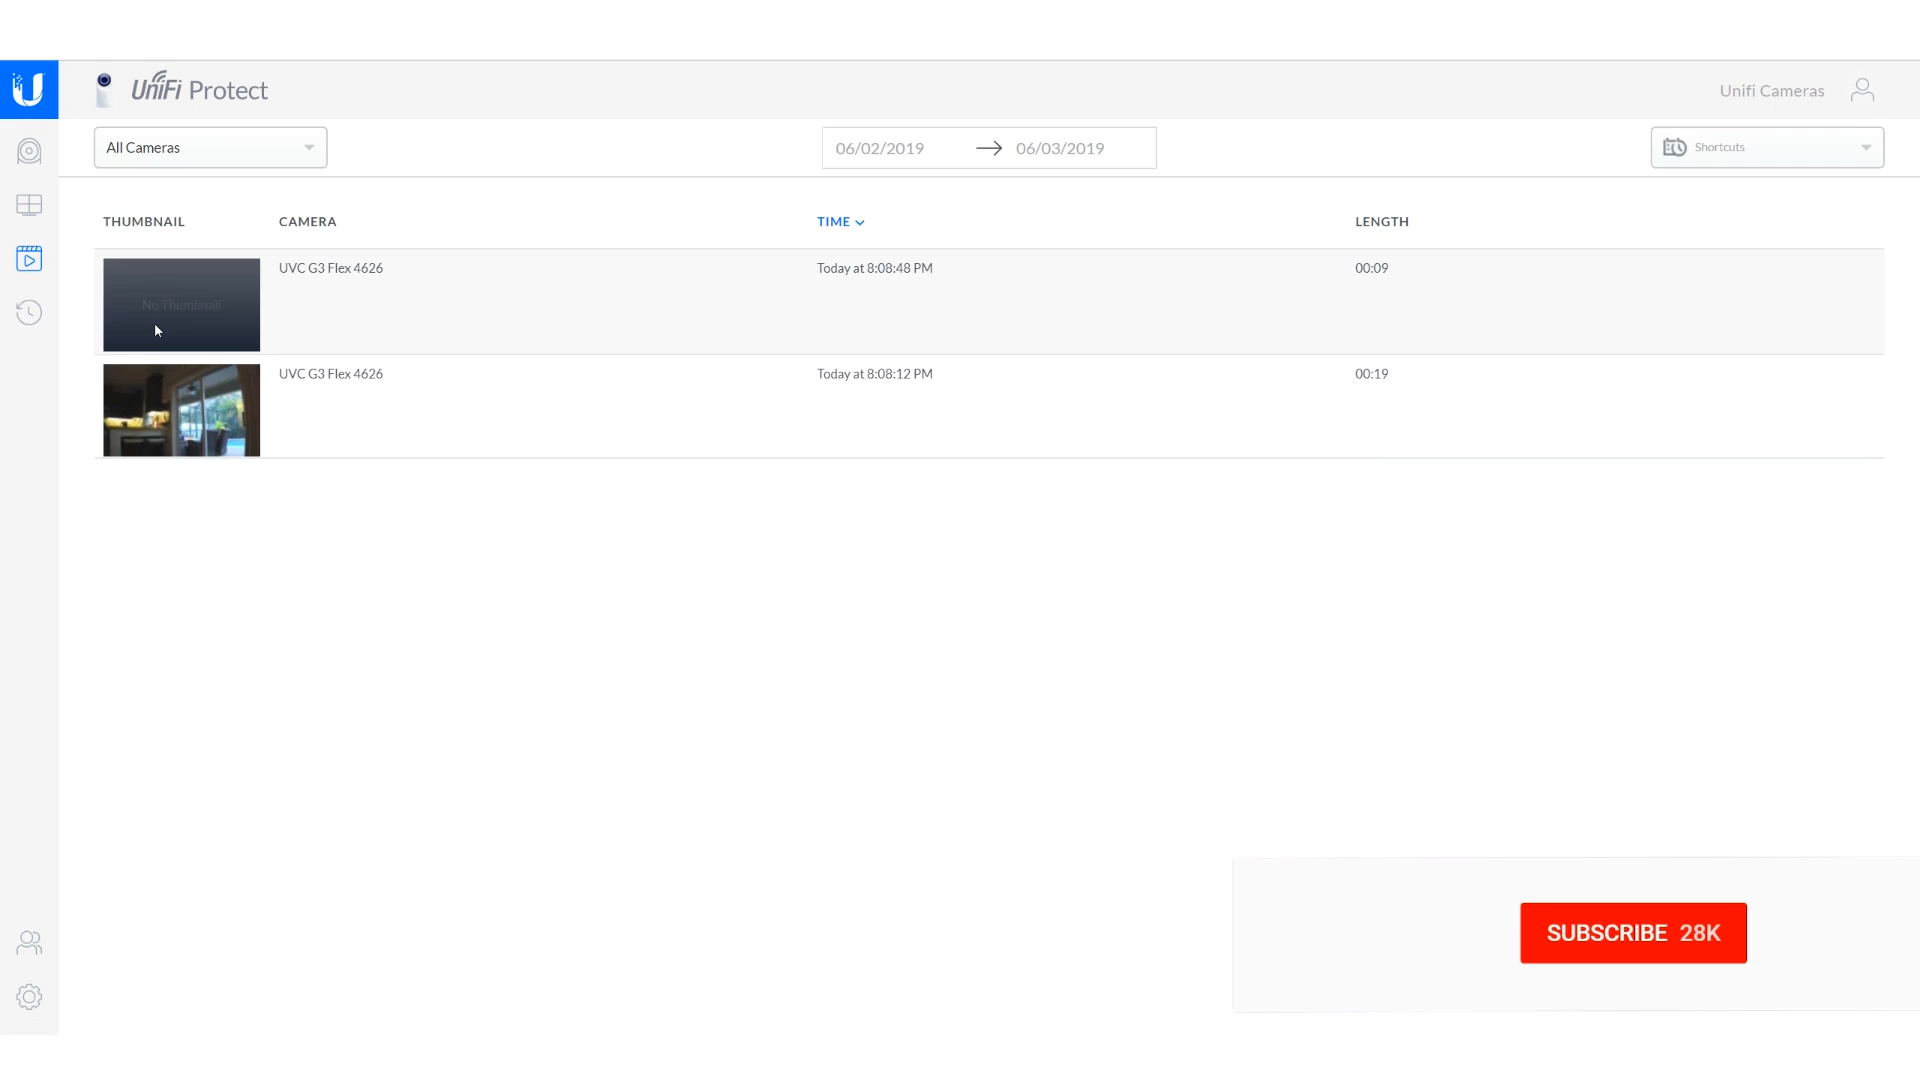 UniFi Protect
Unifi Cameras
All Cameras
06/02/2019 → 06/03/2019
Shortcuts
THUMBNAIL CAMERA TIME LENGTH
No Thumbnail UVC G3 Flex 4626 Today at 8:08:48 PM 00:09
UVC G3 Flex 4626 Today at 8:08:12 PM 00:19
SUBSCRIBE 28K